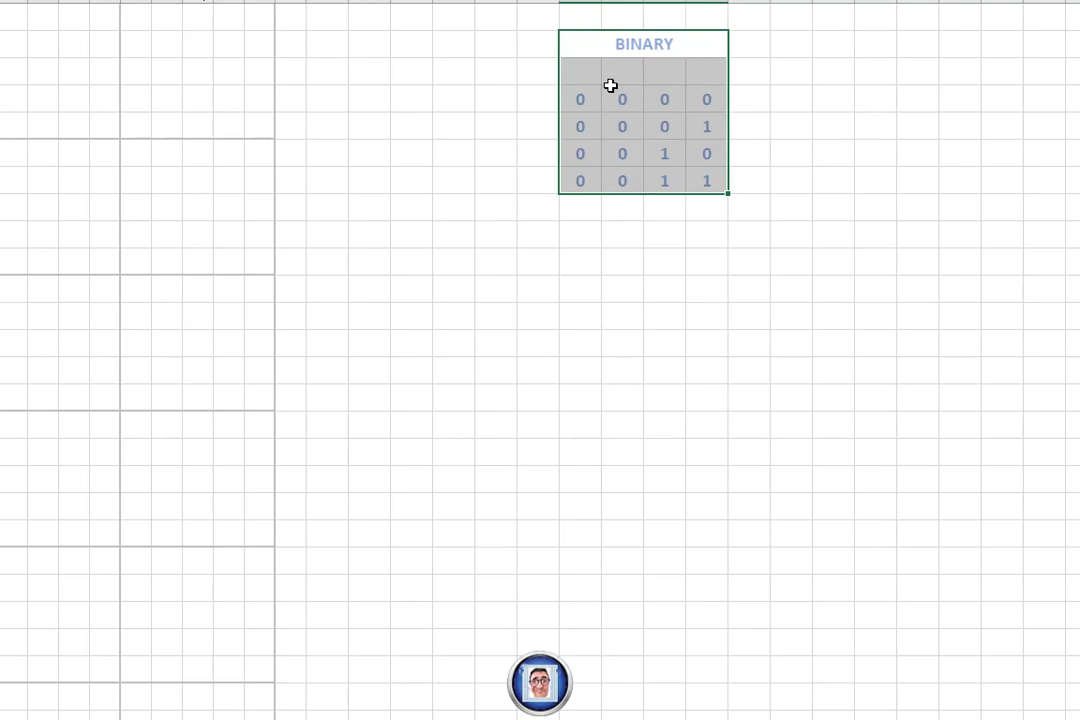 BINARY
0 0 0 0
0 0 0 1
0 0 1 0
0 0 1 1